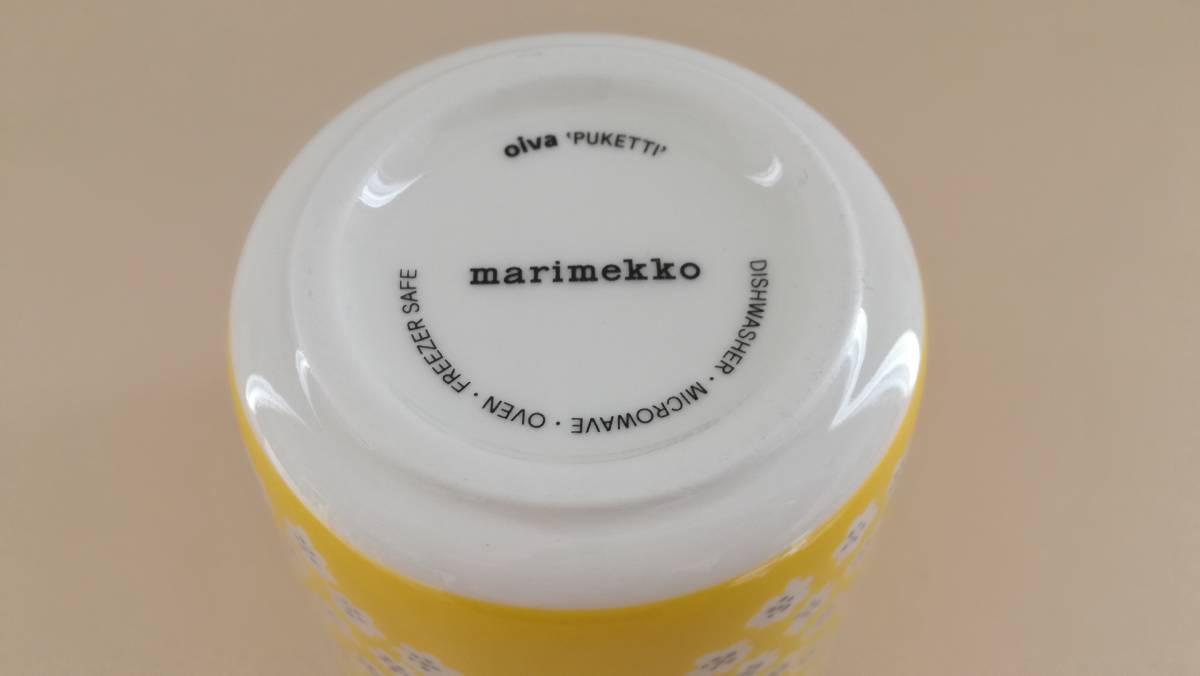 oiva ‘PUKETTI’
marimekko
DISHWASHER · MICROWAVE · OVEN · FREEZER SAFE